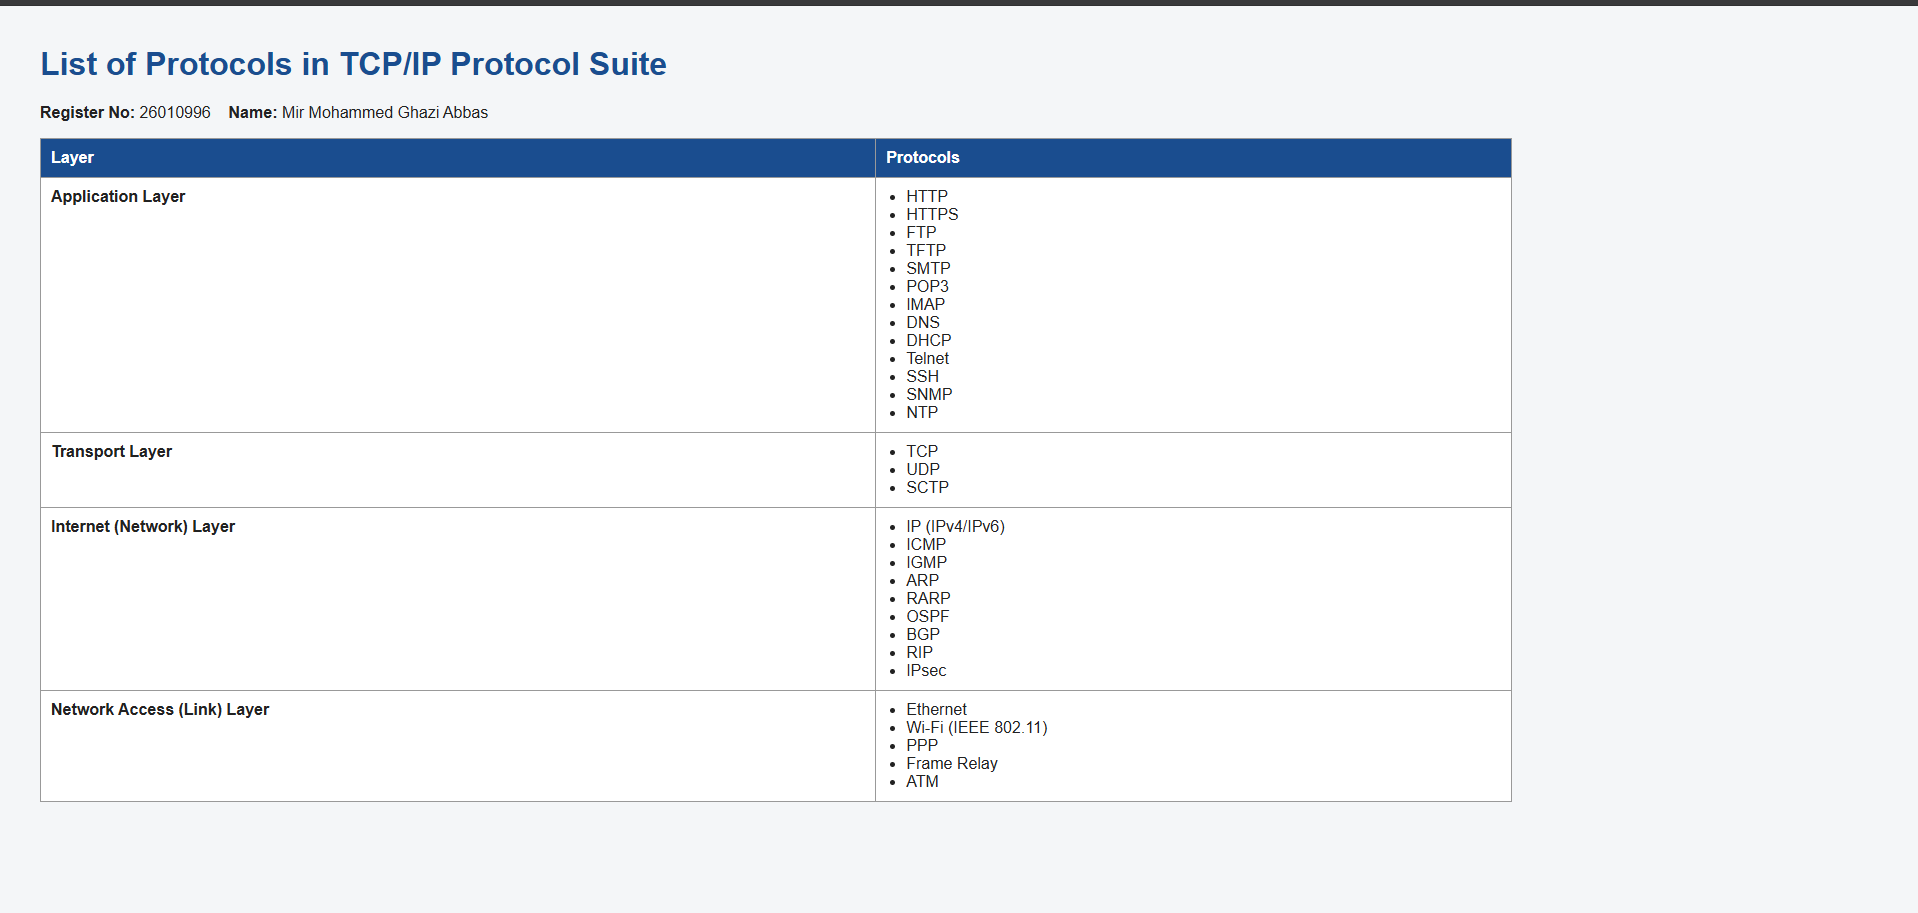 List of Protocols in TCP/IP Protocol Suite
Register No: 26010996 Name: Mir Mohammed Ghazi Abbas
Layer Protocols
Application Layer
HTTP
HTTPS
FTP
TFTP
SMTP
POP3
IMAP
DNS
DHCP
Telnet
SSH
SNMP
NTP
Transport Layer
TCP
UDP
SCTP
Internet (Network) Layer
IP (IPv4/IPv6)
ICMP
IGMP
ARP
RARP
OSPF
BGP
RIP
IPsec
Network Access (Link) Layer
Ethernet
Wi-Fi (IEEE 802.11)
PPP
Frame Relay
ATM